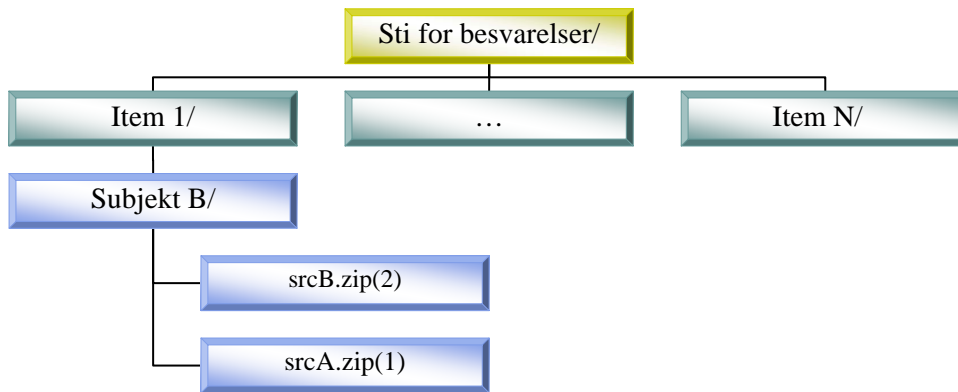 Sti for besvarelser/
Item 1/
…
Item N/
Subjekt B/
srcB.zip(2)
srcA.zip(1)